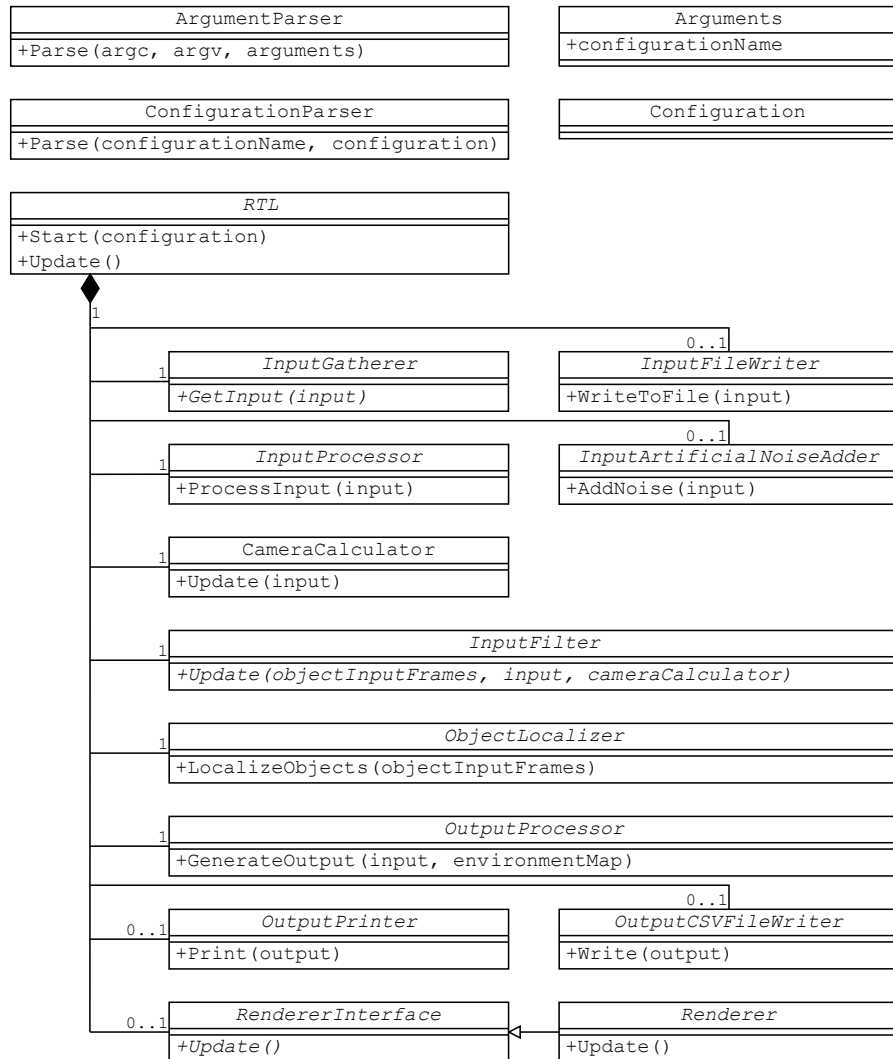 ArgumentParser
+Parse(argc, argv, arguments)
Arguments
+configurationName
ConfigurationParser
+Parse(configurationName, configuration)
Configuration
RTL
+Start(configuration)
+Update()
1
0..1
1
InputGatherer
+GetInput(input)
InputFileWriter
+WriteToFile(input)
0..1
1
InputProcessor
+ProcessInput(input)
InputArtificialNoiseAdder
+AddNoise(input)
1
CameraCalculator
+Update(input)
1
InputFilter
+Update(objectInputFrames, input, cameraCalculator)
1
ObjectLocalizer
+LocalizeObjects(objectInputFrames)
1
OutputProcessor
+GenerateOutput(input, environmentMap)
0..1
0..1
OutputPrinter
+Print(output)
OutputCSVFileWriter
+Write(output)
0..1
RendererInterface
+Update()
Renderer
+Update()